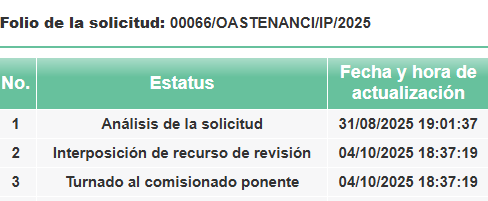 Folio de la solicitud: 00066/OASTENANCI/IP/2025
No. Estatus Fecha y hora de actualización
1 Análisis de la solicitud 31/08/2025 19:01:37
2 Interposición de recurso de revisión 04/10/2025 18:37:19
3 Turnado al comisionado ponente 04/10/2025 18:37:19